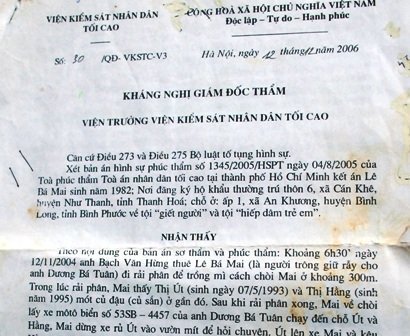 VIỆN KIỂM SÁT NHÂN DÂN
TỐI CAO
CỘNG HOÀ XÃ HỘI CHỦ NGHĨA VIỆT NAM
Độc lập – Tự do – Hạnh phúc
Số: 30 /QĐ- VKSTC-V3
Hà Nội, ngày 12 tháng 12 năm 2006
KHÁNG NGHỊ GIÁM ĐỐC THẨM
VIỆN TRƯỞNG VIỆN KIỂM SÁT NHÂN DÂN TỐI CAO
Căn cứ Điều 273 và Điều 275 Bộ luật tố tụng hình sự.
Xét bản án hình sự phúc thẩm số 1345/2005/HSPT ngày 04/8/2005 của
Toà phúc thẩm Toà án nhân dân tối cao tại thành phố Hồ Chí Minh kết án Lê
Bá Mai sinh năm 1982; Nơi đăng ký hộ khẩu thường trú thôn 6, xã Cán Khê,
huyện Như Thanh, tỉnh Thanh Hoá; chỗ ở: ấp 1, xã An Khương, huyện Bình
Long, tỉnh Bình Phước về tội “giết người” và tội “hiếp dâm trẻ em”.
NHẬN THẤY
Theo nội dung của bản án sơ thẩm và phúc thẩm: Khoảng 6h30’ ngày
12/11/2004 anh Bạch Văn Hừng thuê Lê Bá Mai (là người trông giữ rẫy cho
anh Dương Bá Tuân) đi rải phân để trồng mì cách chòi Mai ở khoảng 300m.
Trong lúc rải phân, Mai thấy Thị Út (sinh ngày 07/5/1993) và Thị Hằng (sinh
năm 1995) mót củ đậu (củ sắn) ở gần đó. Sau khi rải phân xong, Mai về chòi
lấy xe môtô biển số 53SB – 4457 của anh Dương Bá Tuân chạy đến chỗ Út và
Hằng, Mai dừng xe rủ Út vào vườn mít để hỏi chuyện, Út lên xe Mai và kêu